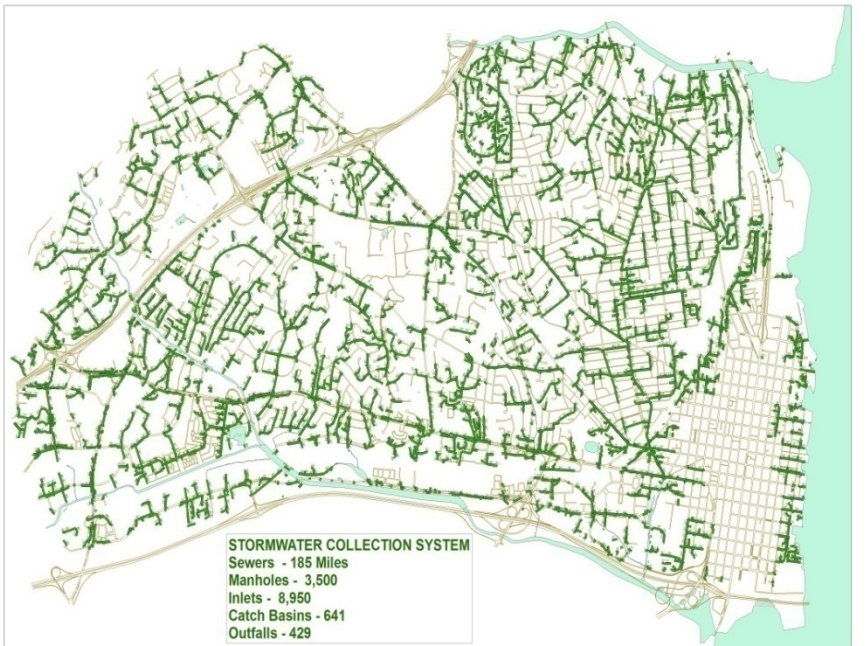 STORMWATER COLLECTION SYSTEM
Sewers - 185 Miles
Manholes - 3,500
Inlets - 8,950
Catch Basins - 641
Outfalls - 429